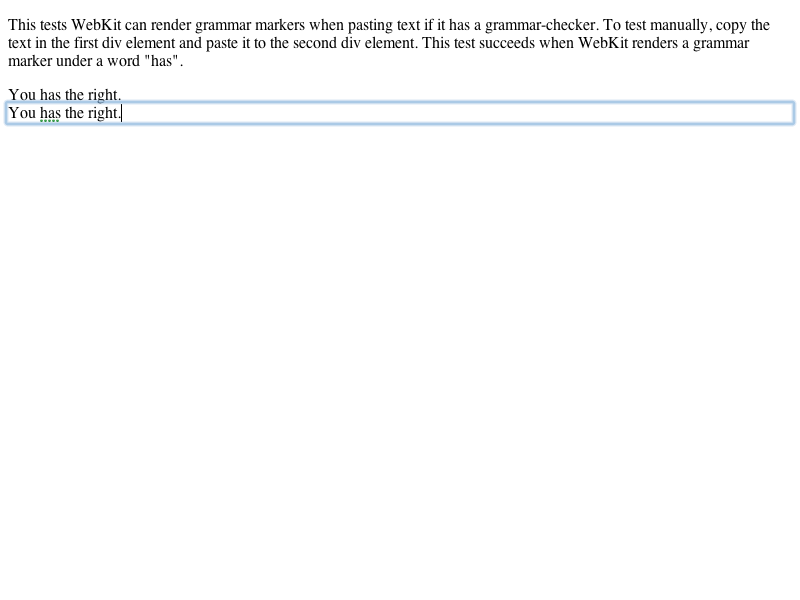 This tests WebKit can render grammar markers when pasting text if it has a grammar-checker. To test manually, copy the
text in the first div element and paste it to the second div element. This test succeeds when WebKit renders a grammar
marker under a word "has".
You has the right.
You has the right.